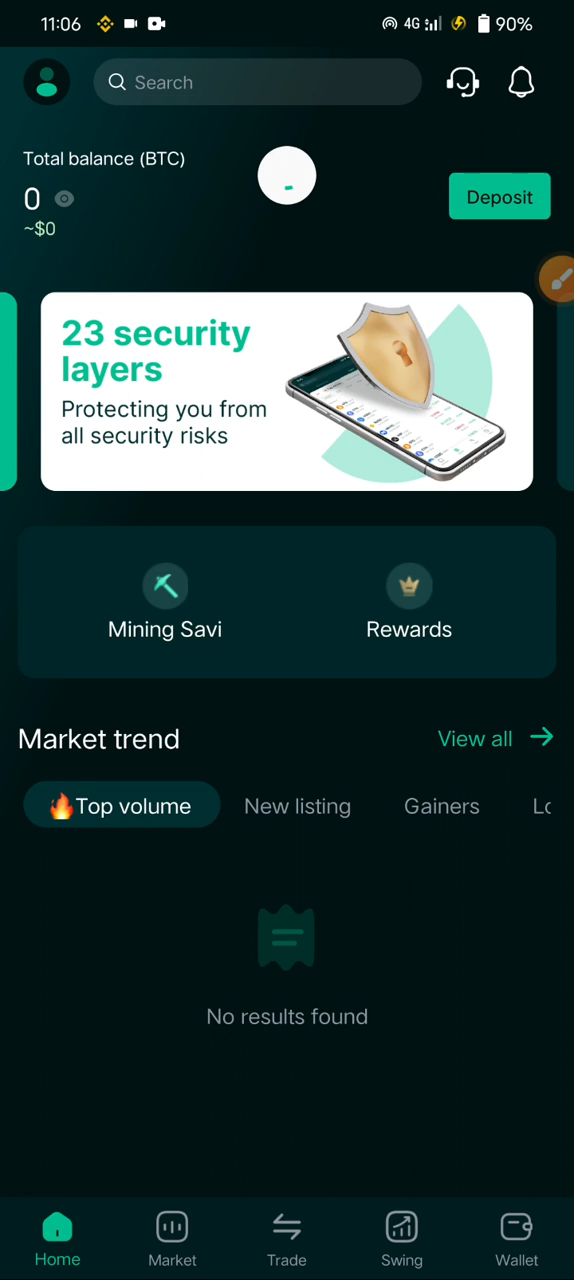 11:06
4G
90%
Search
Total balance (BTC)
0
~$0
Deposit
23 security
layers
Protecting you from
all security risks
Mining Savi
Rewards
Market trend
View all
🔥Top volume
New listing
Gainers
Lo
No results found
Home
Market
Trade
Swing
Wallet